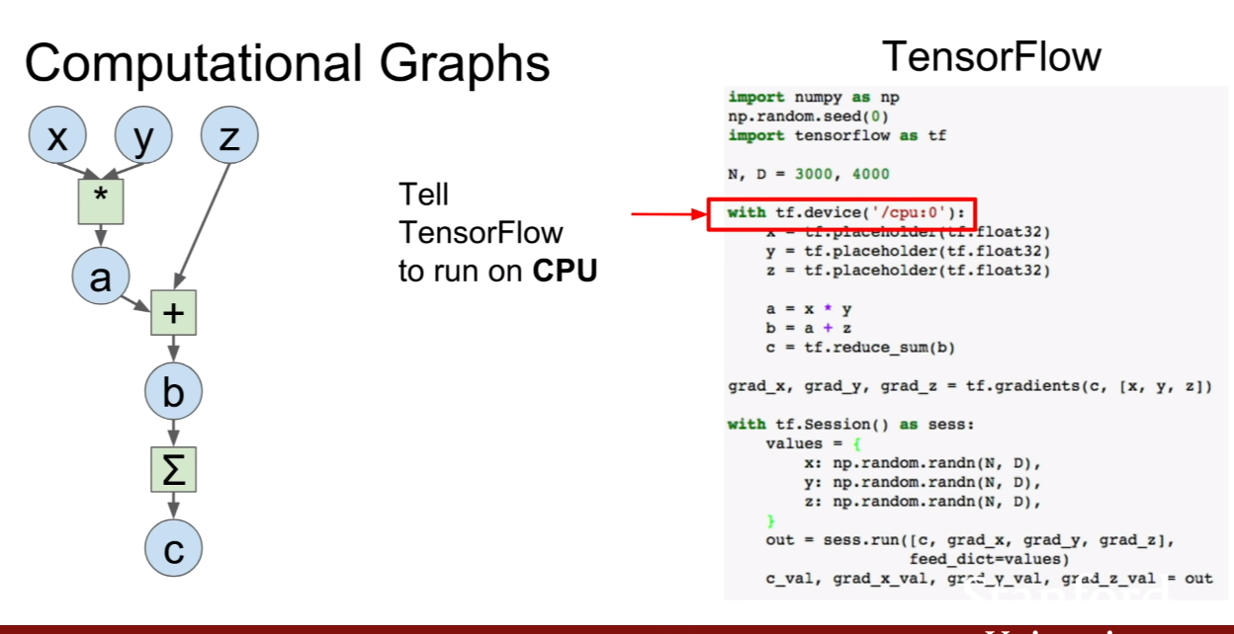 Computational Graphs
x y z
*
a
+
b
Σ
c
Tell
TensorFlow
to run on CPU
TensorFlow
import numpy as np
np.random.seed(0)
import tensorflow as tf
N, D = 3000, 4000
with tf.device('/cpu:0'):
    x = tf.placeholder(tf.float32)
    y = tf.placeholder(tf.float32)
    z = tf.placeholder(tf.float32)
    a = x * y
    b = a + z
    c = tf.reduce_sum(b)
grad_x, grad_y, grad_z = tf.gradients(c, [x, y, z])
with tf.Session() as sess:
    values = {
        x: np.random.randn(N, D),
        y: np.random.randn(N, D),
        z: np.random.randn(N, D),
    }
    out = sess.run([c, grad_x, grad_y, grad_z],
                   feed_dict=values)
    c_val, grad_x_val, grad_y_val, grad_z_val = out